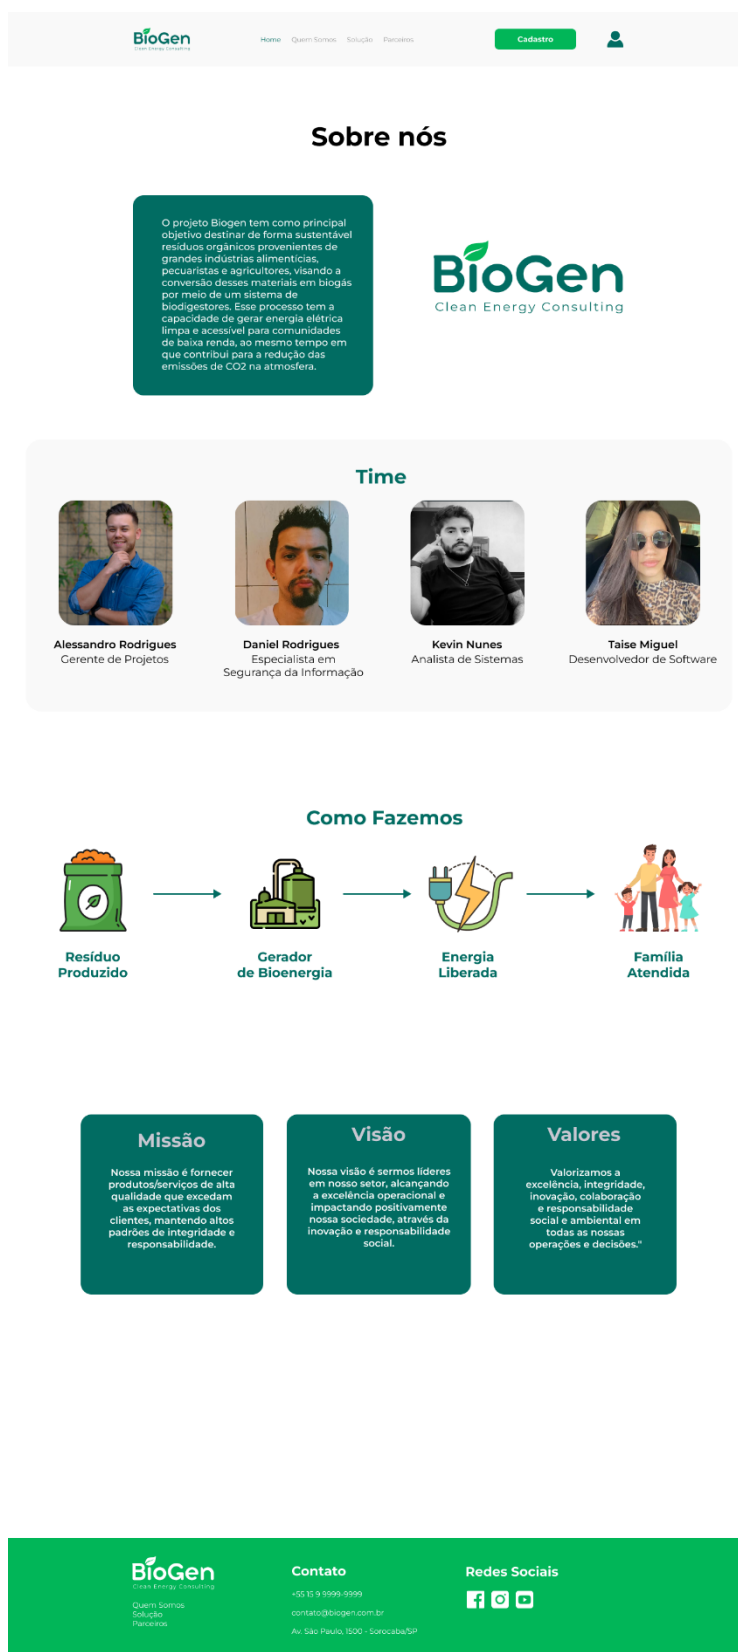 BioGen
Clean Energy Consulting
Home Quem Somos Solução Parceiros
Cadastro
Sobre nós
O projeto Biogen tem como principal
objetivo destinar de forma sustentável
resíduos orgânicos provenientes de
grandes indústrias alimentícias,
pecuaristas e agricultores, visando a
conversão desses materiais em biogás
por meio de um sistema de
biodigestores. Esse processo tem a
capacidade de gerar energia elétrica
limpa e acessível para comunidades
de baixa renda, ao mesmo tempo em
que contribui para a redução das
emissões de CO2 na atmosfera.
BioGen
Clean Energy Consulting
Time
Alessandro Rodrigues
Gerente de Projetos
Daniel Rodrigues
Especialista em
Segurança da Informação
Kevin Nunes
Analista de Sistemas
Taise Miguel
Desenvolvedor de Software
Como Fazemos
Resíduo
Produzido
Gerador
de Bioenergia
Energia
Liberada
Família
Atendida
Missão
Nossa missão é fornecer
produtos/serviços de alta
qualidade que excedam
as expectativas dos
clientes, mantendo altos
padrões de integridade e
responsabilidade.
Visão
Nossa visão é sermos líderes
em nosso setor, alcançando
a excelência operacional e
impactando positivamente
nossa sociedade, através da
inovação e responsabilidade
social.
Valores
Valorizamos a
excelência, integridade,
inovação, colaboração
e responsabilidade
social e ambiental em
todas as nossas
operações e decisões."
BioGen
Clean Energy Consulting
Quem Somos
Solução
Parceiros
Contato
+55 15 9 9999-9999
contato@biogen.com.br
Av. São Paulo, 1500 - Sorocaba/SP
Redes Sociais